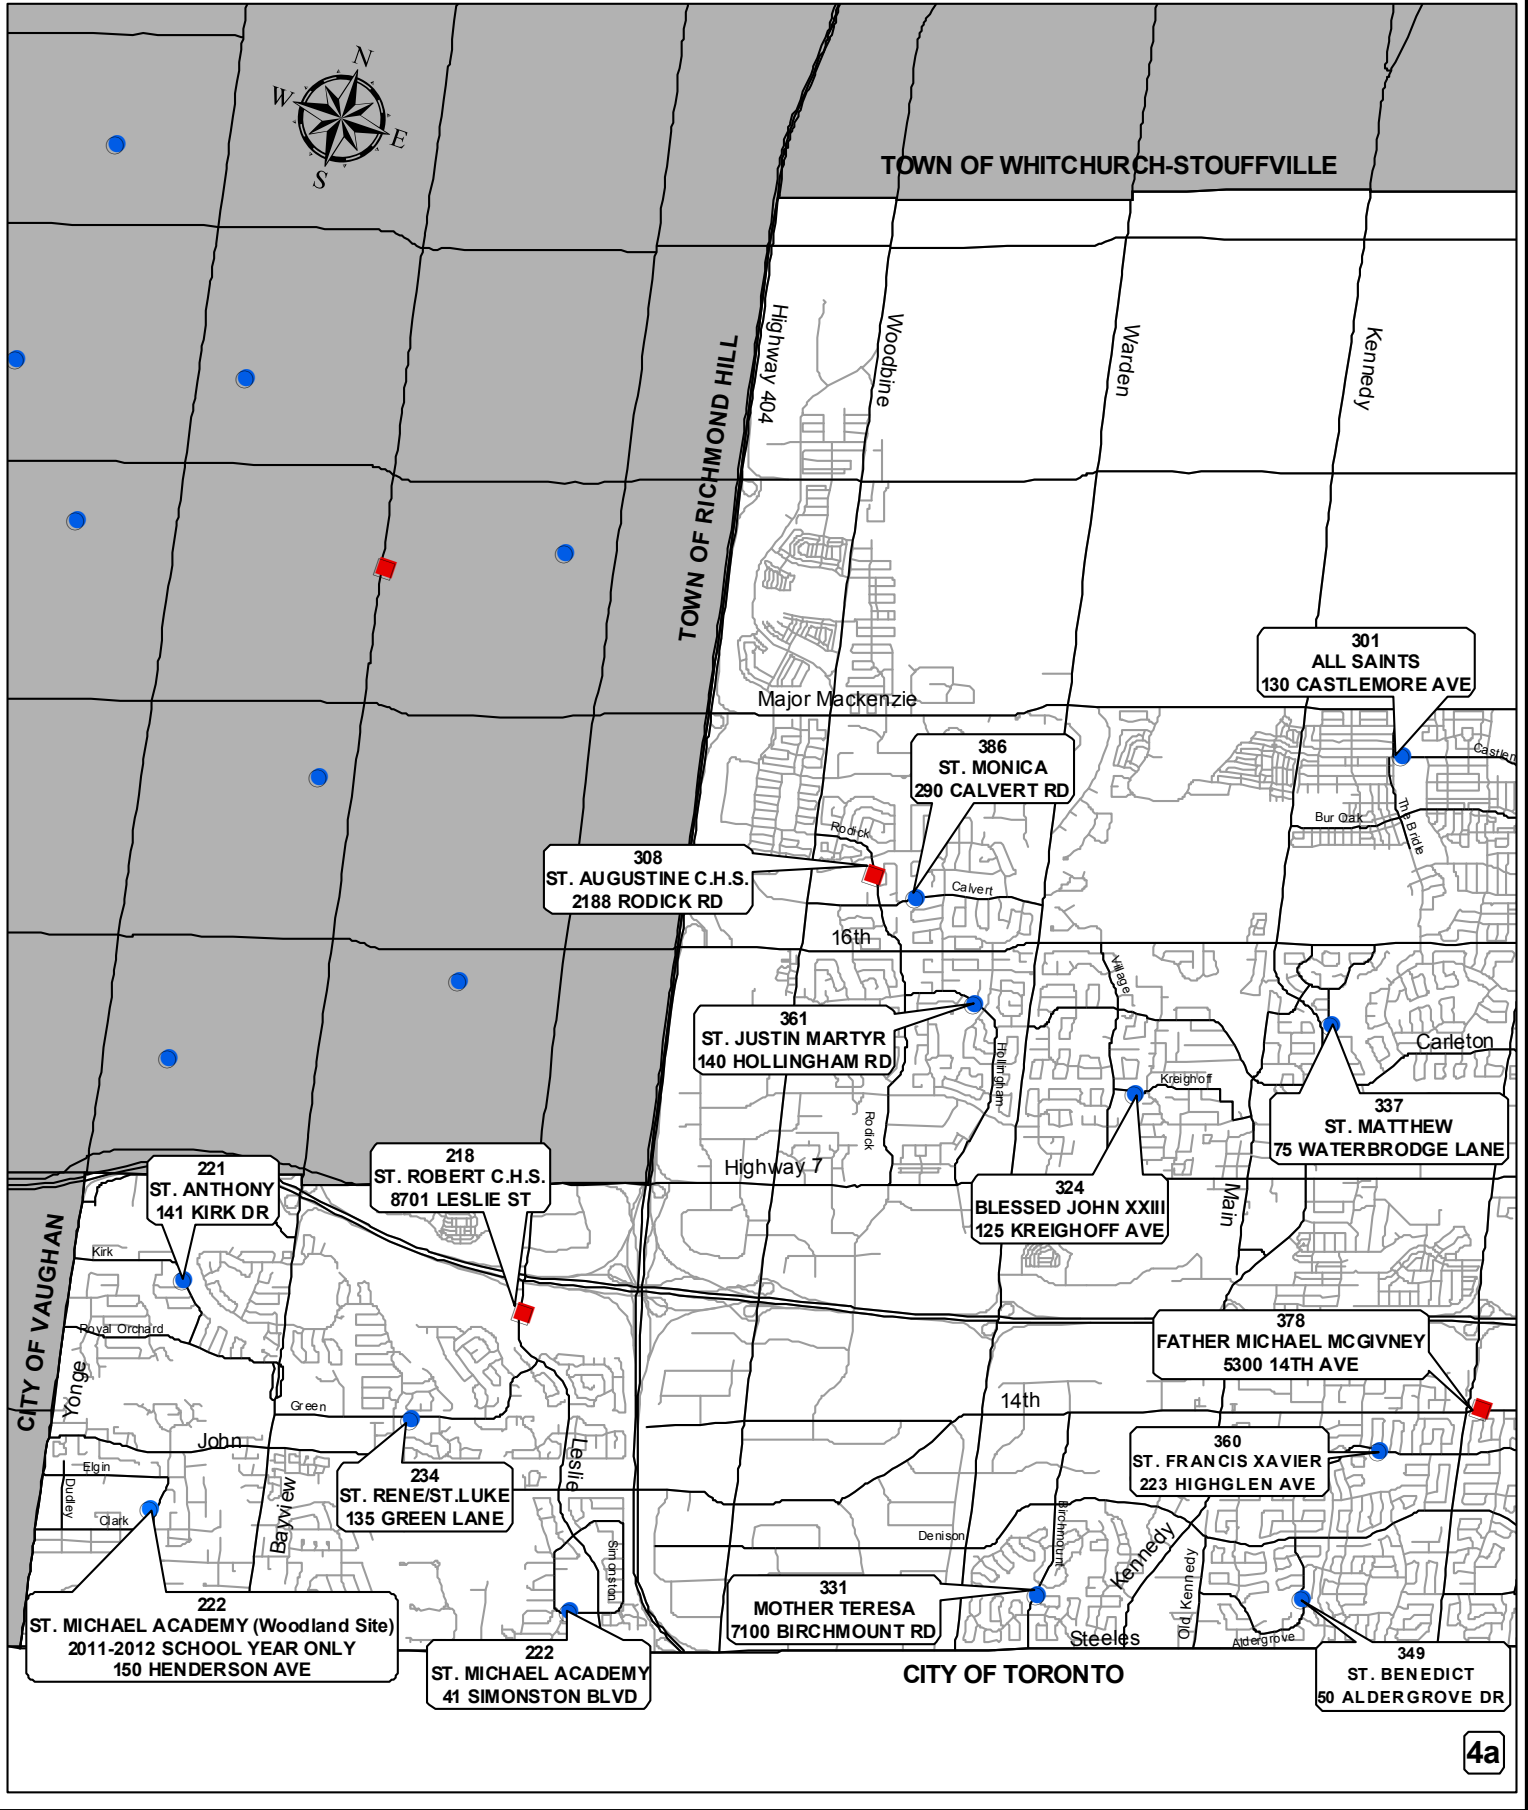 N
W
E
S
TOWN OF WHITCHURCH-STOUFFVILLE
Highway 404
Woodbine
Warden
Kennedy
TOWN OF RICHMOND HILL
301
ALL SAINTS
130 CASTLEMORE AVE
Major Mackenzie
386
ST. MONICA
290 CALVERT RD
Castlem
Bur Oak
The Bridle
Rodick
308
ST. AUGUSTINE C.H.S.
2188 RODICK RD
Calvert
16th
Village
361
ST. JUSTIN MARTYR
140 HOLLINGHAM RD
Hollingham
Carleton
Kreighoff
Rodick
337
ST. MATTHEW
75 WATERBRODGE LANE
218
ST. ROBERT C.H.S.
8701 LESLIE ST
221
ST. ANTHONY
141 KIRK DR
Highway 7
324
BLESSED JOHN XXIII
125 KREIGHOFF AVE
Main
CITY OF VAUGHAN
Kirk
Royal Orchard
378
FATHER MICHAEL MCGIVNEY
5300 14TH AVE
Yonge
Green
14th
John
360
ST. FRANCIS XAVIER
223 HIGHGLEN AVE
Elgin
Dudley
Clark
Bayview
234
ST. RENE/ST.LUKE
135 GREEN LANE
Leslie
Simonston
Denison
Birchmount
Kennedy
Old Kennedy
331
MOTHER TERESA
7100 BIRCHMOUNT RD
222
ST. MICHAEL ACADEMY (Woodland Site)
2011-2012 SCHOOL YEAR ONLY
150 HENDERSON AVE
222
ST. MICHAEL ACADEMY
41 SIMONSTON BLVD
Steeles
Aldergrove
349
ST. BENEDICT
50 ALDERGROVE DR
CITY OF TORONTO
4a